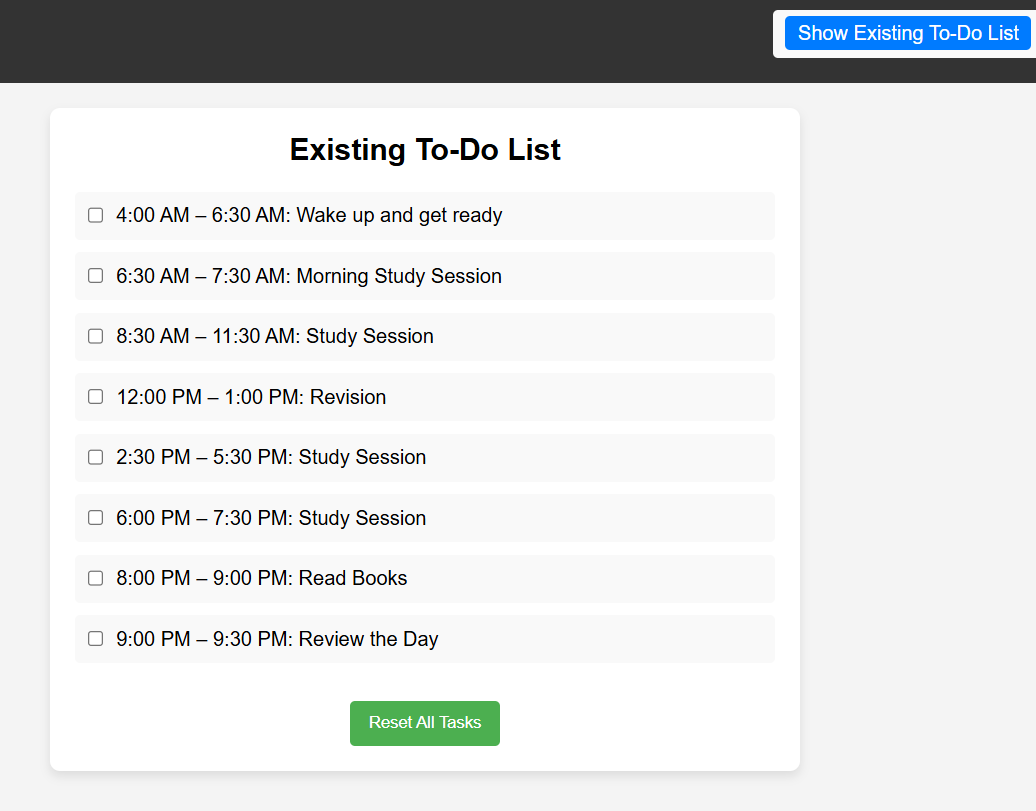 Show Existing To-Do List
Existing To-Do List
4:00 AM – 6:30 AM: Wake up and get ready
6:30 AM – 7:30 AM: Morning Study Session
8:30 AM – 11:30 AM: Study Session
12:00 PM – 1:00 PM: Revision
2:30 PM – 5:30 PM: Study Session
6:00 PM – 7:30 PM: Study Session
8:00 PM – 9:00 PM: Read Books
9:00 PM – 9:30 PM: Review the Day
Reset All Tasks